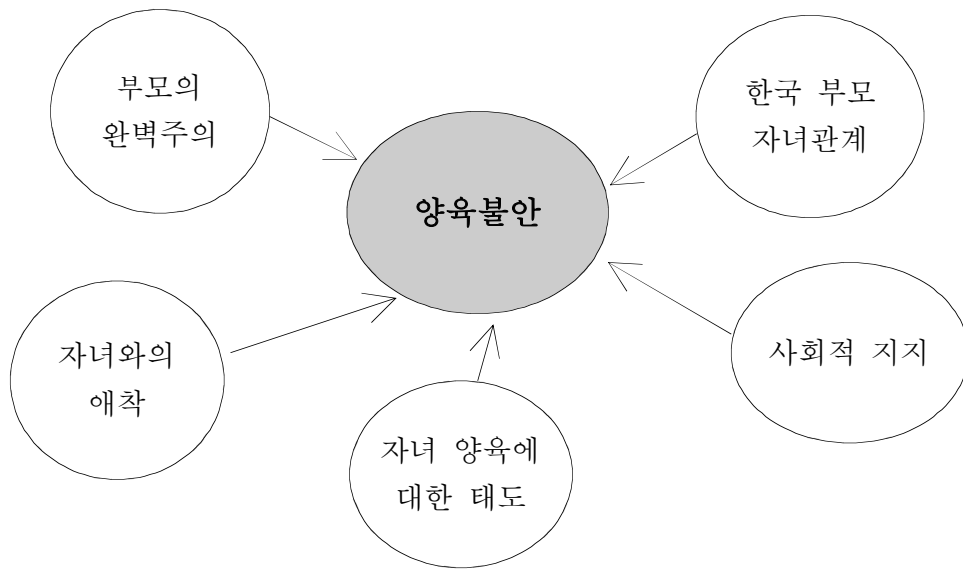 부모의
완벽주의
한국 부모
자녀관계
양육불안
자녀와의
애착
사회적 지지
자녀 양육에
대한 태도